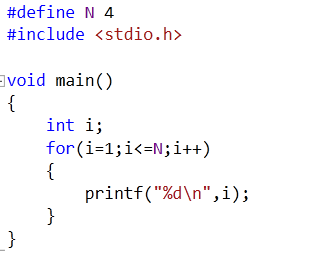 #define N 4
#include <stdio.h>
void main()
{
    int i;
    for(i=1;i<=N;i++)
    {
        printf("%d\n",i);
    }
}